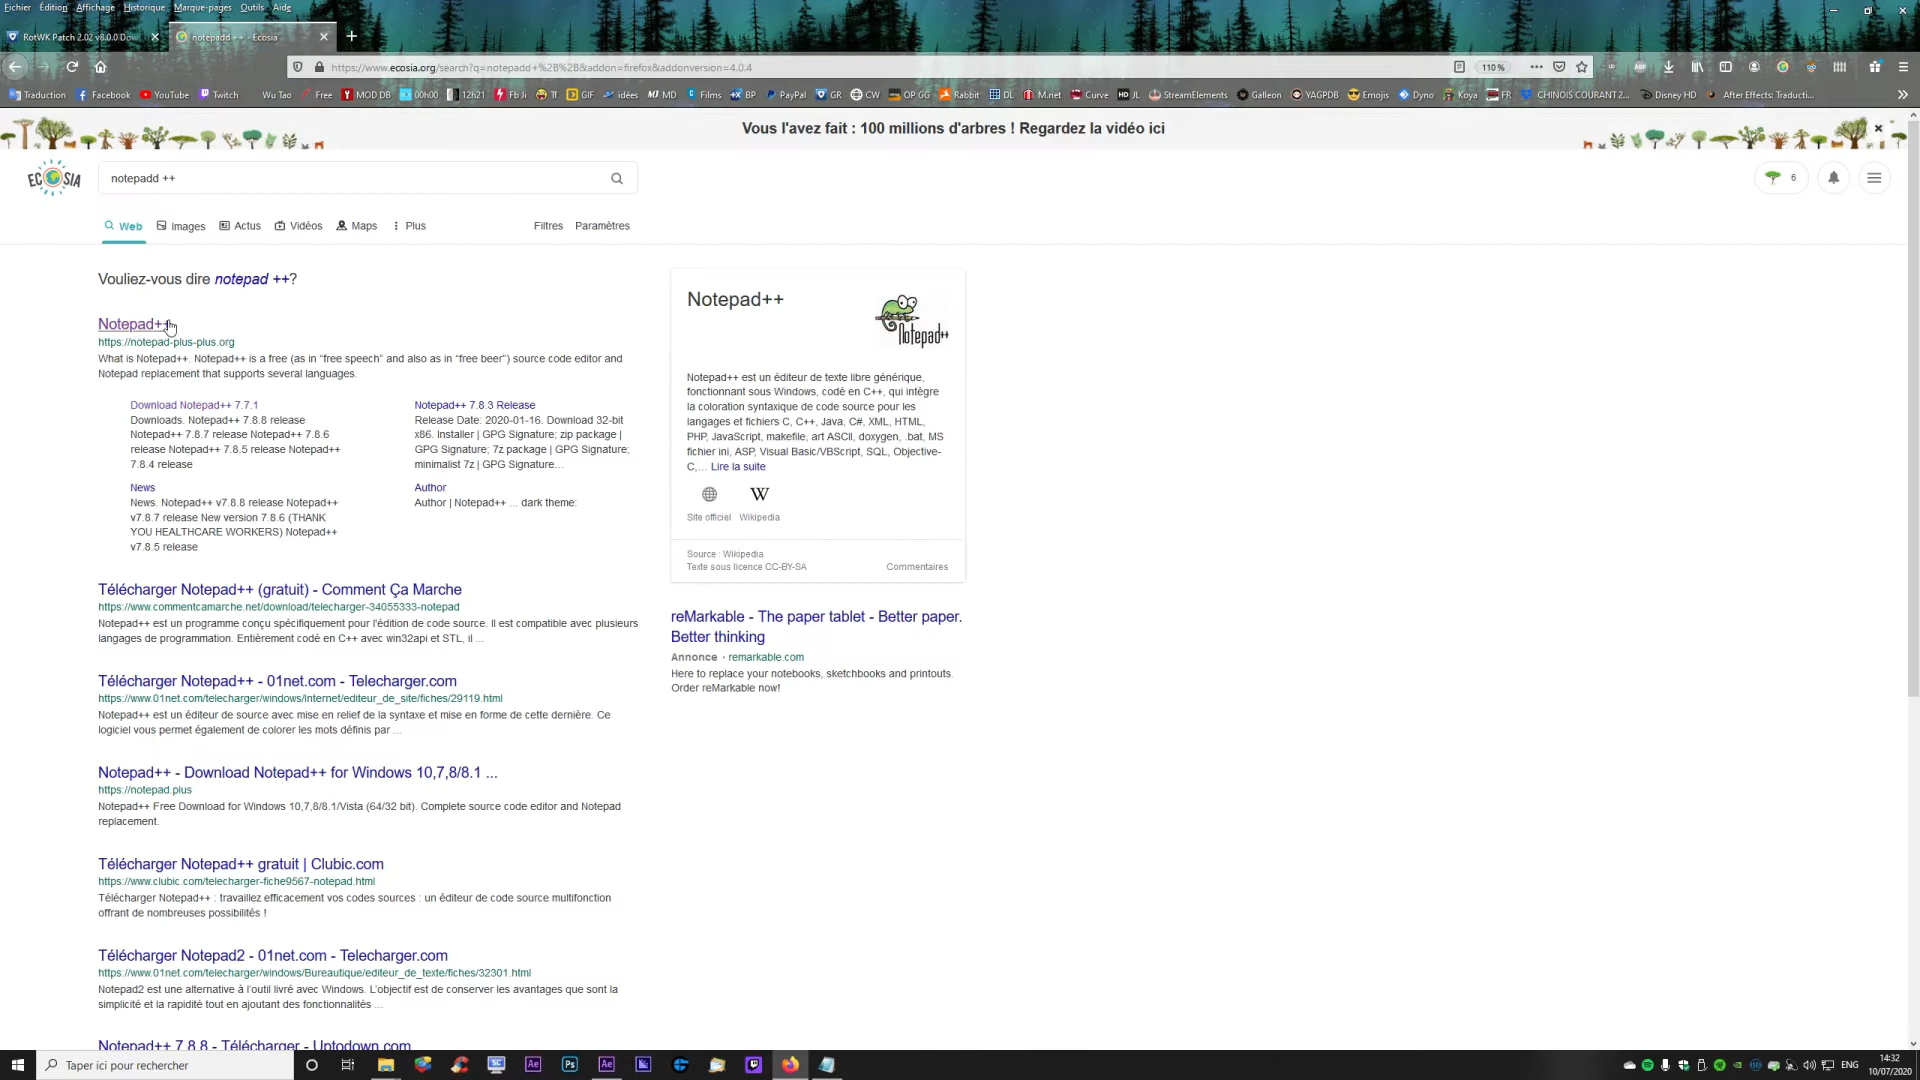 Fichier Édition Affichage Historique Marque-pages Outils Aide
RotWK Patch 2.02 v8.0.0 Dow
notepadd ++ - Ecosia
https://www.ecosia.org/search?q=notepadd+%2B%2B&addon=firefox&addonversion=4.0.4
110 %
Traduction Facebook YouTube Twitch Wu Tao Free MOD DB 00h00 12h21 Fb Ji Tf GIF idées MD Films BP PayPal GR CW OP GG Rabbit DL M.net Curve JL StreamElements Galleon YAGPDB Emojis Dyno Koya FR CHINOIS COURANT 2... Disney HD After Effects: Traducti...
Vous l'avez fait : 100 millions d'arbres ! Regardez la vidéo ici
ECOSIA
notepadd ++
6
Web Images Actus Vidéos Maps Plus Filtres Paramètres
Vouliez-vous dire notepad ++?
Notepad++
https://notepad-plus-plus.org
What is Notepad++. Notepad++ is a free (as in “free speech” and also as in “free beer”) source code editor and
Notepad replacement that supports several languages.
Download Notepad++ 7.7.1
Downloads. Notepad++ 7.8.8 release
Notepad++ 7.8.7 release Notepad++ 7.8.6
release Notepad++ 7.8.5 release Notepad++
7.8.4 release
Notepad++ 7.8.3 Release
Release Date: 2020-01-16. Download 32-bit
x86. Installer | GPG Signature; zip package |
GPG Signature; 7z package | GPG Signature;
minimalist 7z | GPG Signature...
News
News. Notepad++ v7.8.8 release Notepad++
v7.8.7 release New version 7.8.6 (THANK
YOU HEALTHCARE WORKERS) Notepad++
v7.8.5 release
Author
Author | Notepad++ ... dark theme:
Télécharger Notepad++ (gratuit) - Comment Ça Marche
https://www.commentcamarche.net/download/telecharger-34055333-notepad
Notepad++ est un programme conçu spécifiquement pour l'édition de code source. Il est compatible avec plusieurs
langages de programmation. Entièrement codé en C++ avec win32api et STL, il ...
Télécharger Notepad++ - 01net.com - Telecharger.com
https://www.01net.com/telecharger/windows/Internet/editeur_de_site/fiches/29119.html
Notepad++ est un éditeur de source avec mise en relief de la syntaxe et mise en forme de cette dernière. Ce
logiciel vous permet également de colorer les mots définis par ...
Notepad++ - Download Notepad++ for Windows 10,7,8/8.1 ...
https://notepad.plus
Notepad++ Free Download for Windows 10,7,8/8.1/Vista (64/32 bit). Complete source code editor and Notepad
replacement.
Télécharger Notepad++ gratuit | Clubic.com
https://www.clubic.com/telecharger-fiche9567-notepad.html
Télécharger Notepad++ : travaillez efficacement vos codes sources : un éditeur de code source multifonction
offrant de nombreuses possibilités !
Télécharger Notepad2 - 01net.com - Telecharger.com
https://www.01net.com/telecharger/windows/Bureautique/editeur_de_texte/fiches/32301.html
Notepad2 est une alternative à l'outil livré avec Windows. L'objectif est de conserver les avantages que sont la
simplicité et la rapidité tout en ajoutant des fonctionnalités ...
Notepad++ 7.8.8 - Télécharger - Uptodown.com
Notepad++
Notepad++
Notepad++ est un éditeur de texte libre générique,
fonctionnant sous Windows, codé en C++, qui intègre
la coloration syntaxique de code source pour les
langages et fichiers C, C++, Java, C#, XML, HTML,
PHP, JavaScript, makefile, art ASCII, doxygen, .bat, MS
fichier ini, ASP, Visual Basic/VBScript, SQL, Objective-
C,... Lire la suite
W
Site officiel Wikipedia
Source : Wikipedia
Texte sous licence CC-BY-SA Commentaires
reMarkable - The paper tablet - Better paper.
Better thinking
Annonce · remarkable.com
Here to replace your notebooks, sketchbooks and printouts.
Order reMarkable now!
Taper ici pour rechercher
Ae Ps Ae
ENG
14:32
10/07/2020